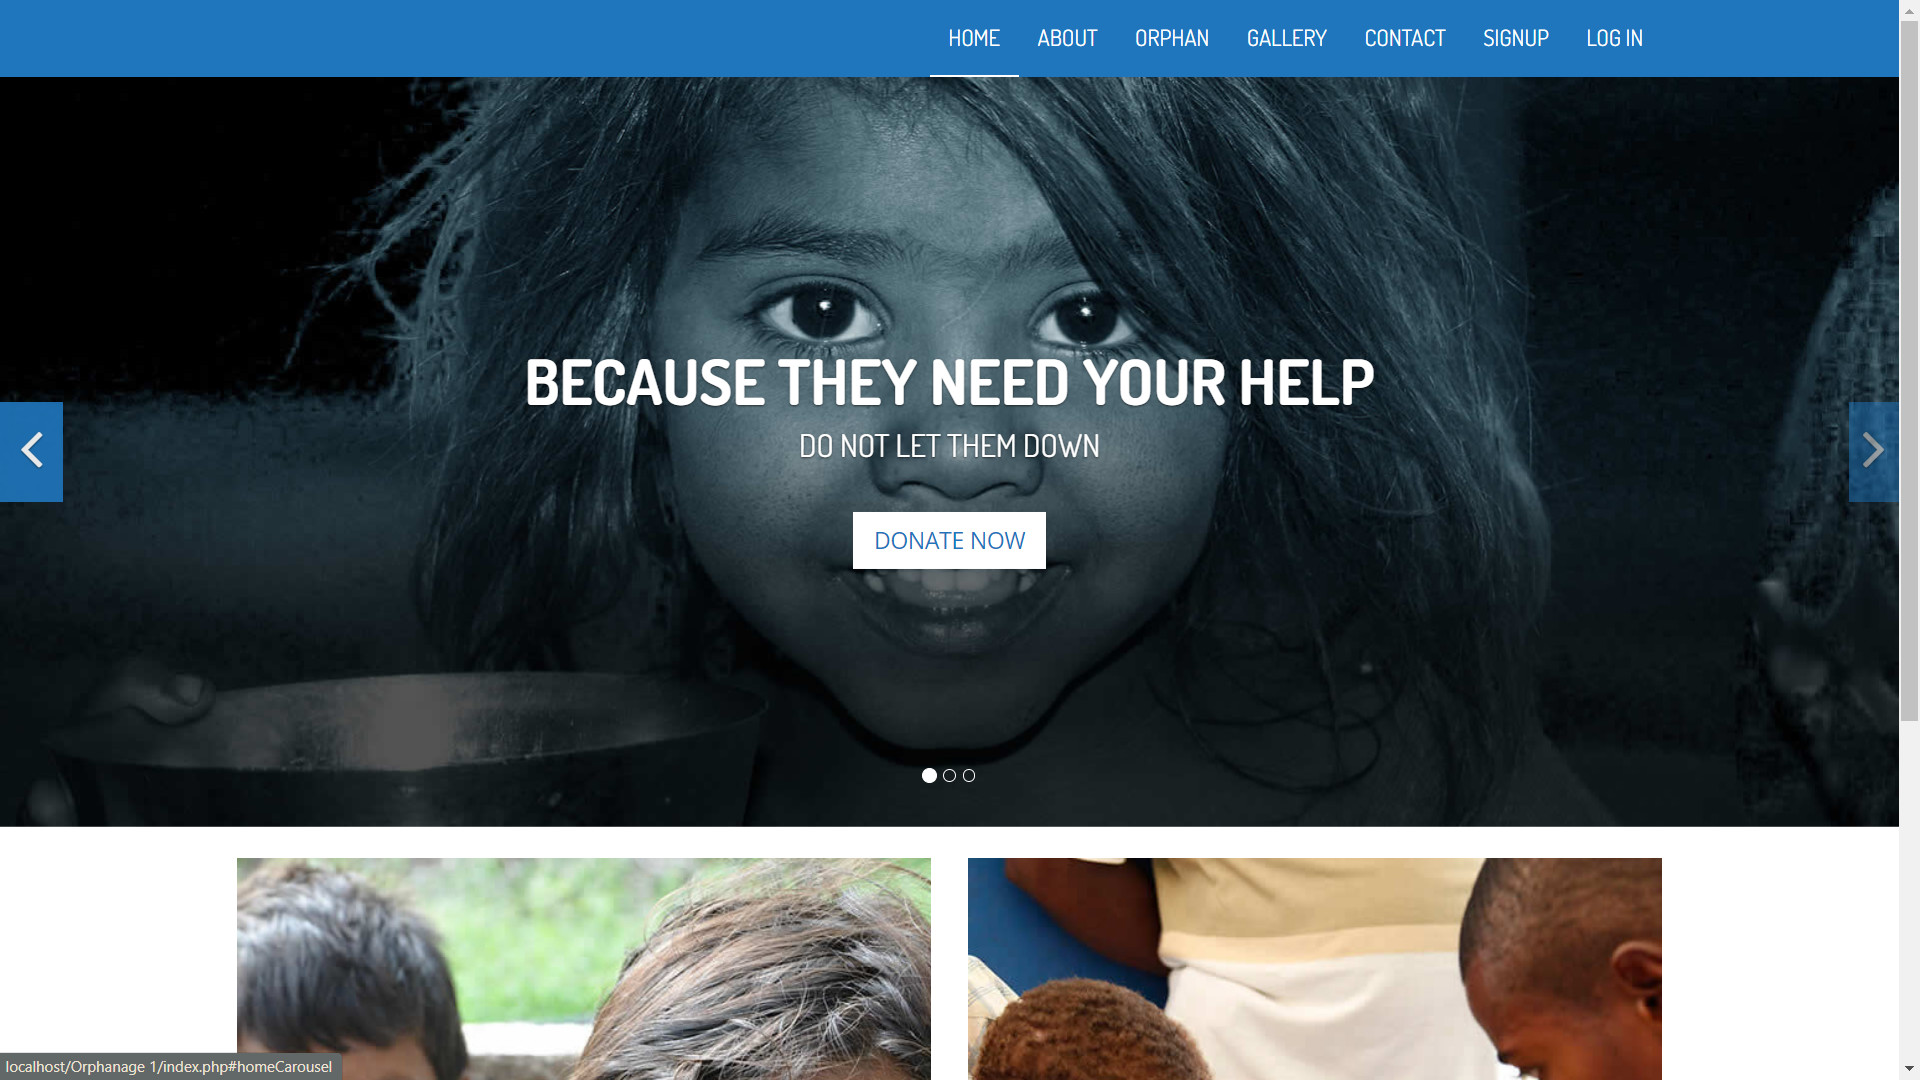 HOME ABOUT ORPHAN GALLERY CONTACT SIGNUP LOG IN
BECAUSE THEY NEED YOUR HELP
DO NOT LET THEM DOWN
DONATE NOW
localhost/Orphanage 1/index.php#homeCarousel